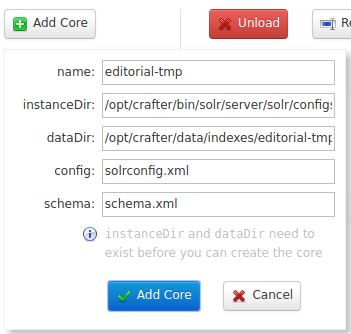 Add Core
Unload
name: editorial-tmp
instanceDir: /opt/crafter/bin/solr/server/solr/configs
dataDir: /opt/crafter/data/indexes/editorial-tmp
config: solrconfig.xml
schema: schema.xml
instanceDir and dataDir need to
exist before you can create the core
Add Core
Cancel